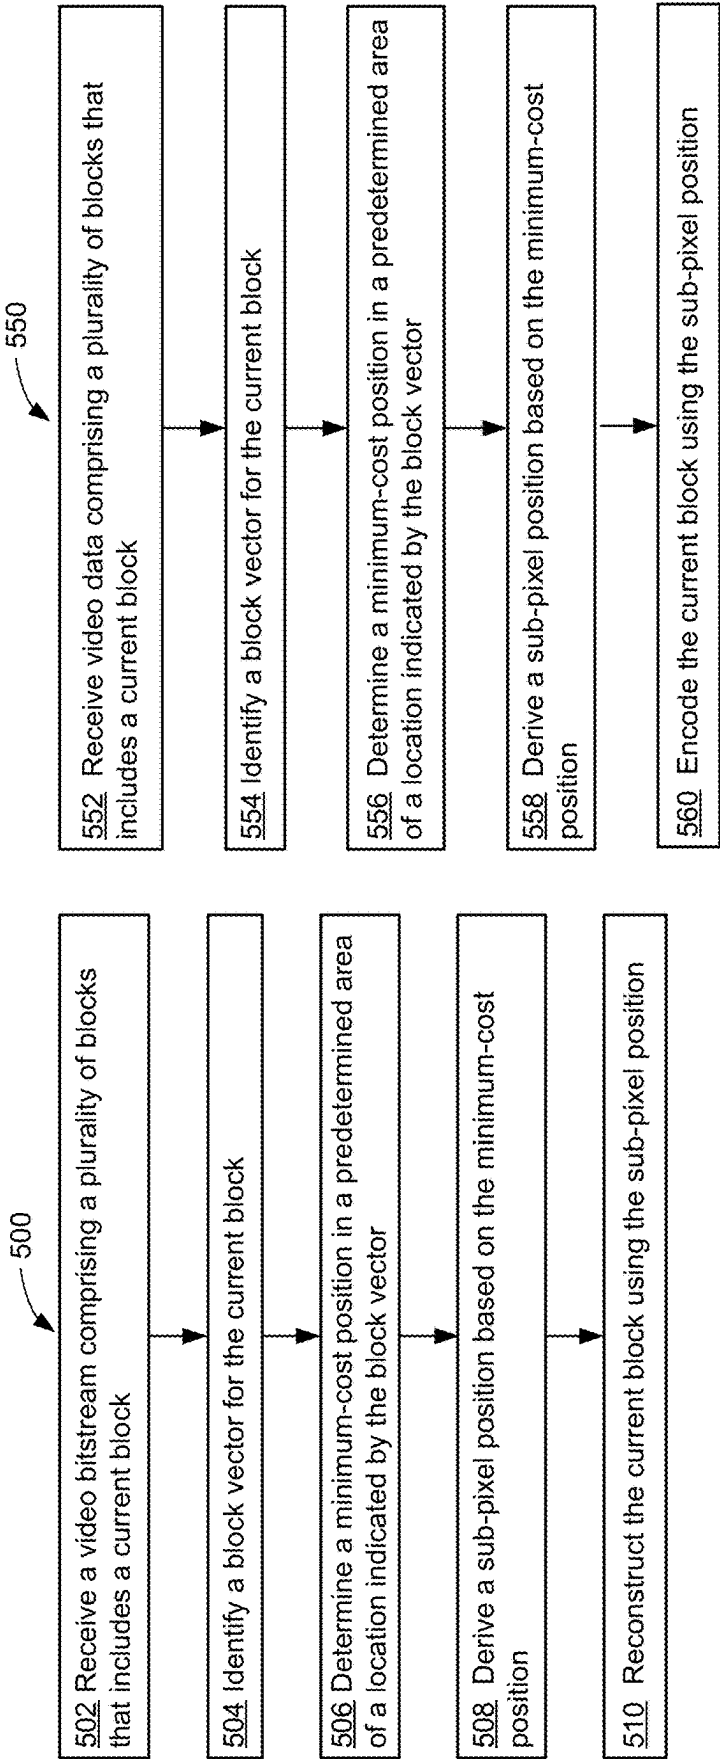 500
502 Receive a video bitstream comprising a plurality of blocks
that includes a current block
504 Identify a block vector for the current block
506 Determine a minimum-cost position in a predetermined area
of a location indicated by the block vector
508 Derive a sub-pixel position based on the minimum-cost
position
510 Reconstruct the current block using the sub-pixel position
550
552 Receive video data comprising a plurality of blocks that
includes a current block
554 Identify a block vector for the current block
556 Determine a minimum-cost position in a predetermined area
of a location indicated by the block vector
558 Derive a sub-pixel position based on the minimum-cost
position
560 Encode the current block using the sub-pixel position